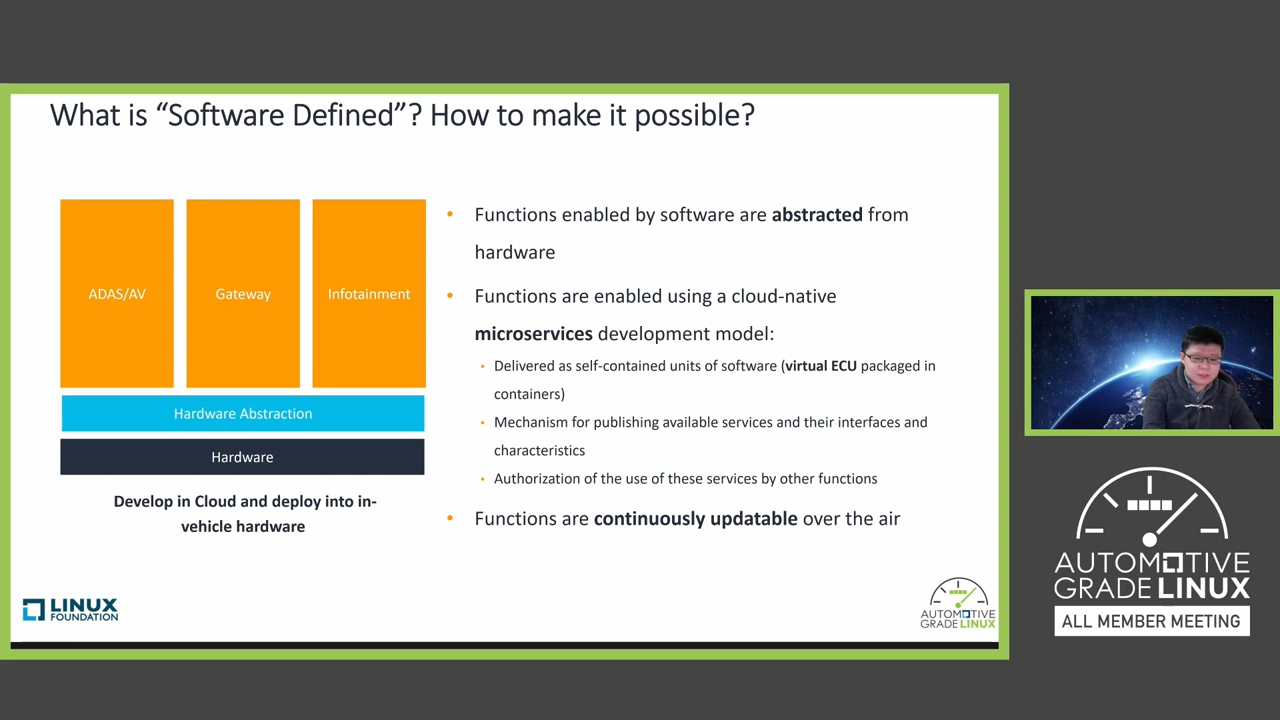 What is “Software Defined”? How to make it possible?
ADAS/AV
Gateway
Infotainment
Hardware Abstraction
Hardware
Develop in Cloud and deploy into in-
vehicle hardware
• Functions enabled by software are abstracted from
hardware
• Functions are enabled using a cloud-native
microservices development model:
• Delivered as self-contained units of software (virtual ECU packaged in
containers)
• Mechanism for publishing available services and their interfaces and
characteristics
• Authorization of the use of these services by other functions
• Functions are continuously updatable over the air
LINUX
FOUNDATION
AUTOMOTIVE
GRADELINUX
AUTOMOTIVE
GRADE LINUX
ALL MEMBER MEETING